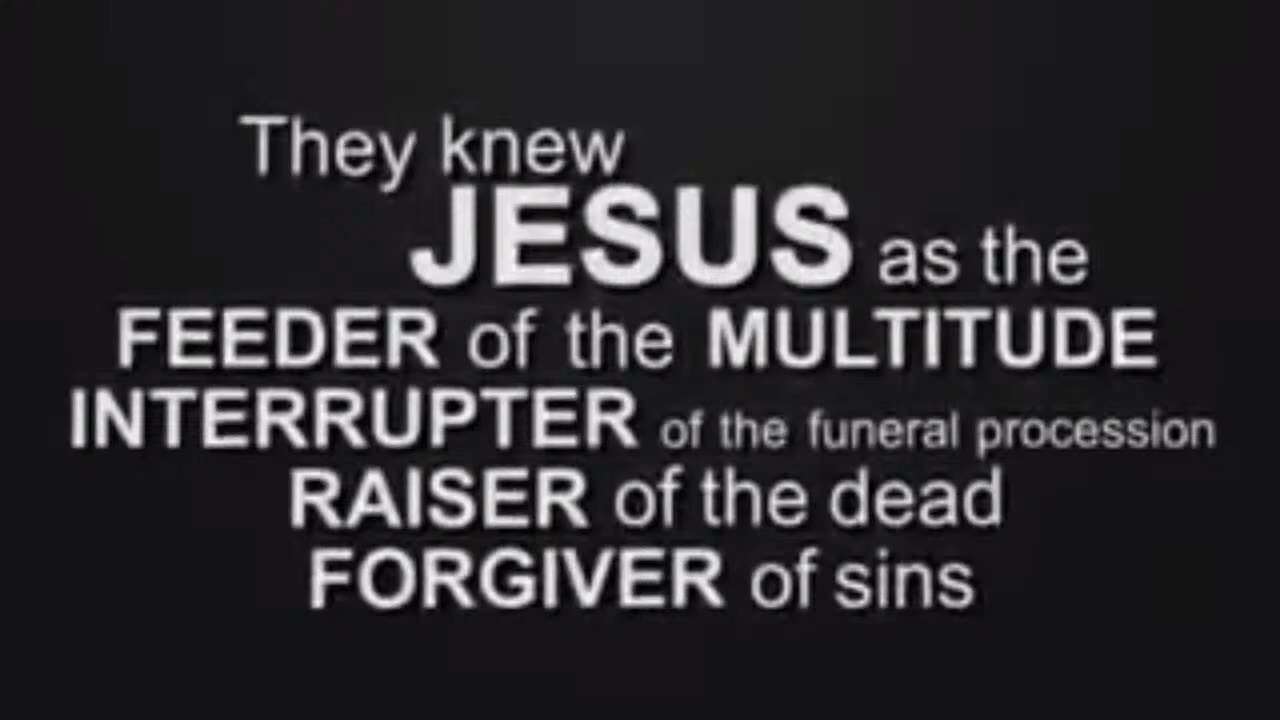 They knew
JESUS as the
FEEDER of the MULTITUDE
INTERRUPTER of the funeral procession
RAISER of the dead
FORGIVER of sins